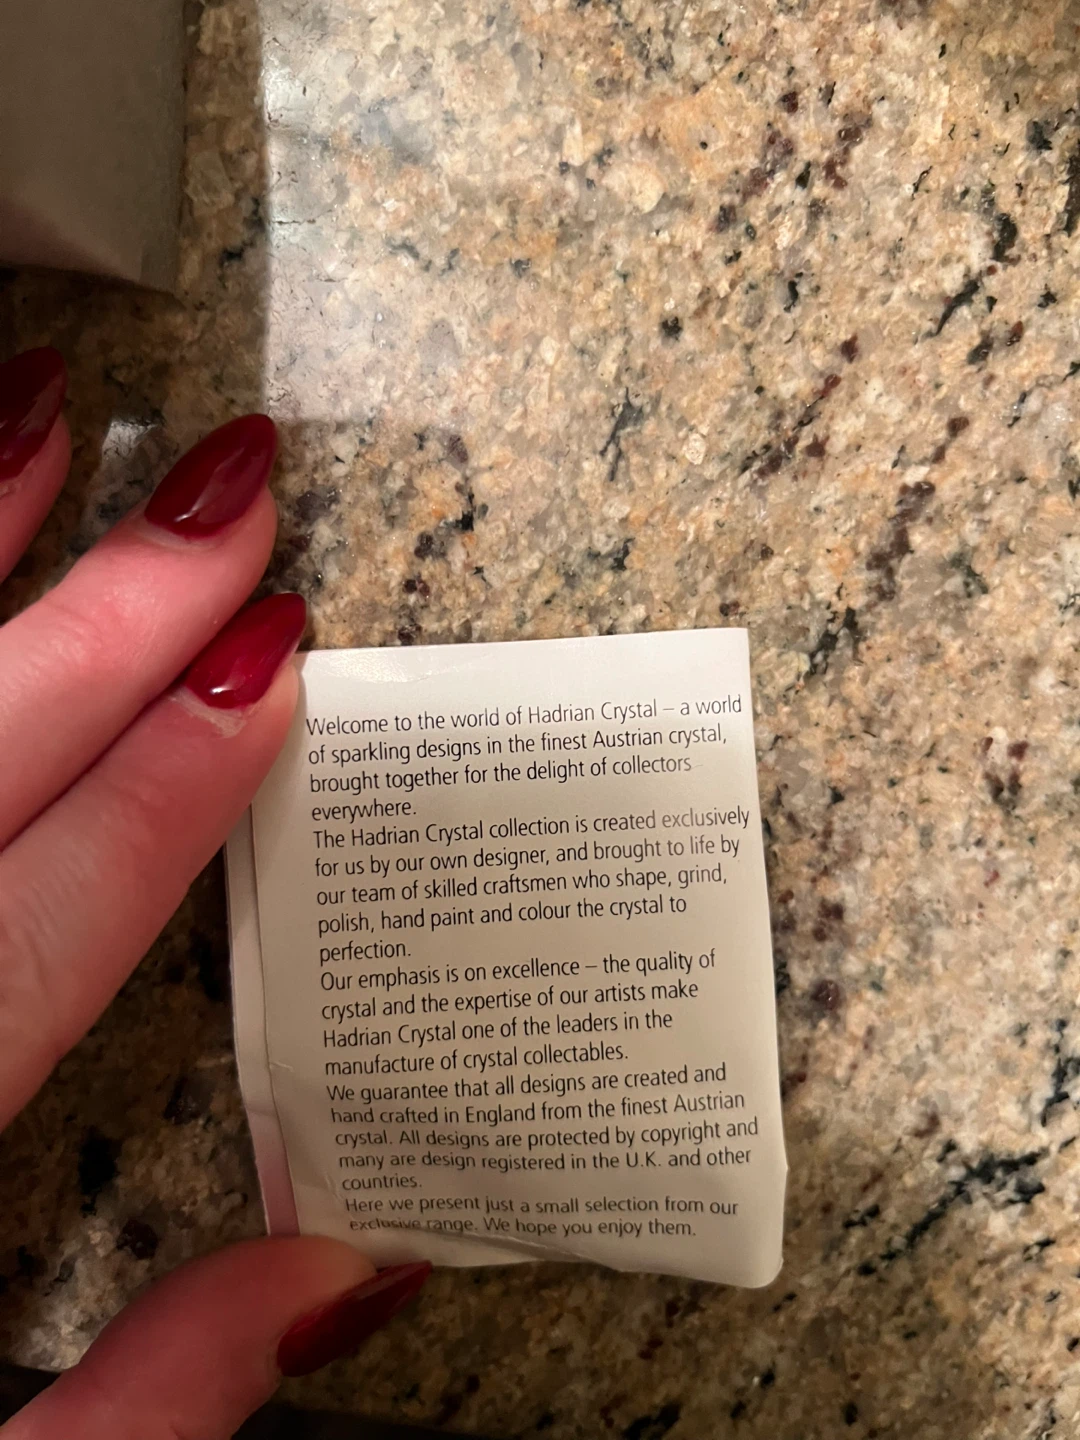 Welcome to the world of Hadrian Crystal – a world
of sparkling designs in the finest Austrian crystal,
brought together for the delight of collectors
everywhere.
The Hadrian Crystal collection is created exclusively
for us by our own designer, and brought to life by
our team of skilled craftsmen who shape, grind,
polish, hand paint and colour the crystal to
perfection.
Our emphasis is on excellence – the quality of
crystal and the expertise of our artists make
Hadrian Crystal one of the leaders in the
manufacture of crystal collectables.
We guarantee that all designs are created and
hand crafted in England from the finest Austrian
crystal. All designs are protected by copyright and
many are design registered in the U.K. and other
countries.
Here we present just a small selection from our
exclusive range. We hope you enjoy them.